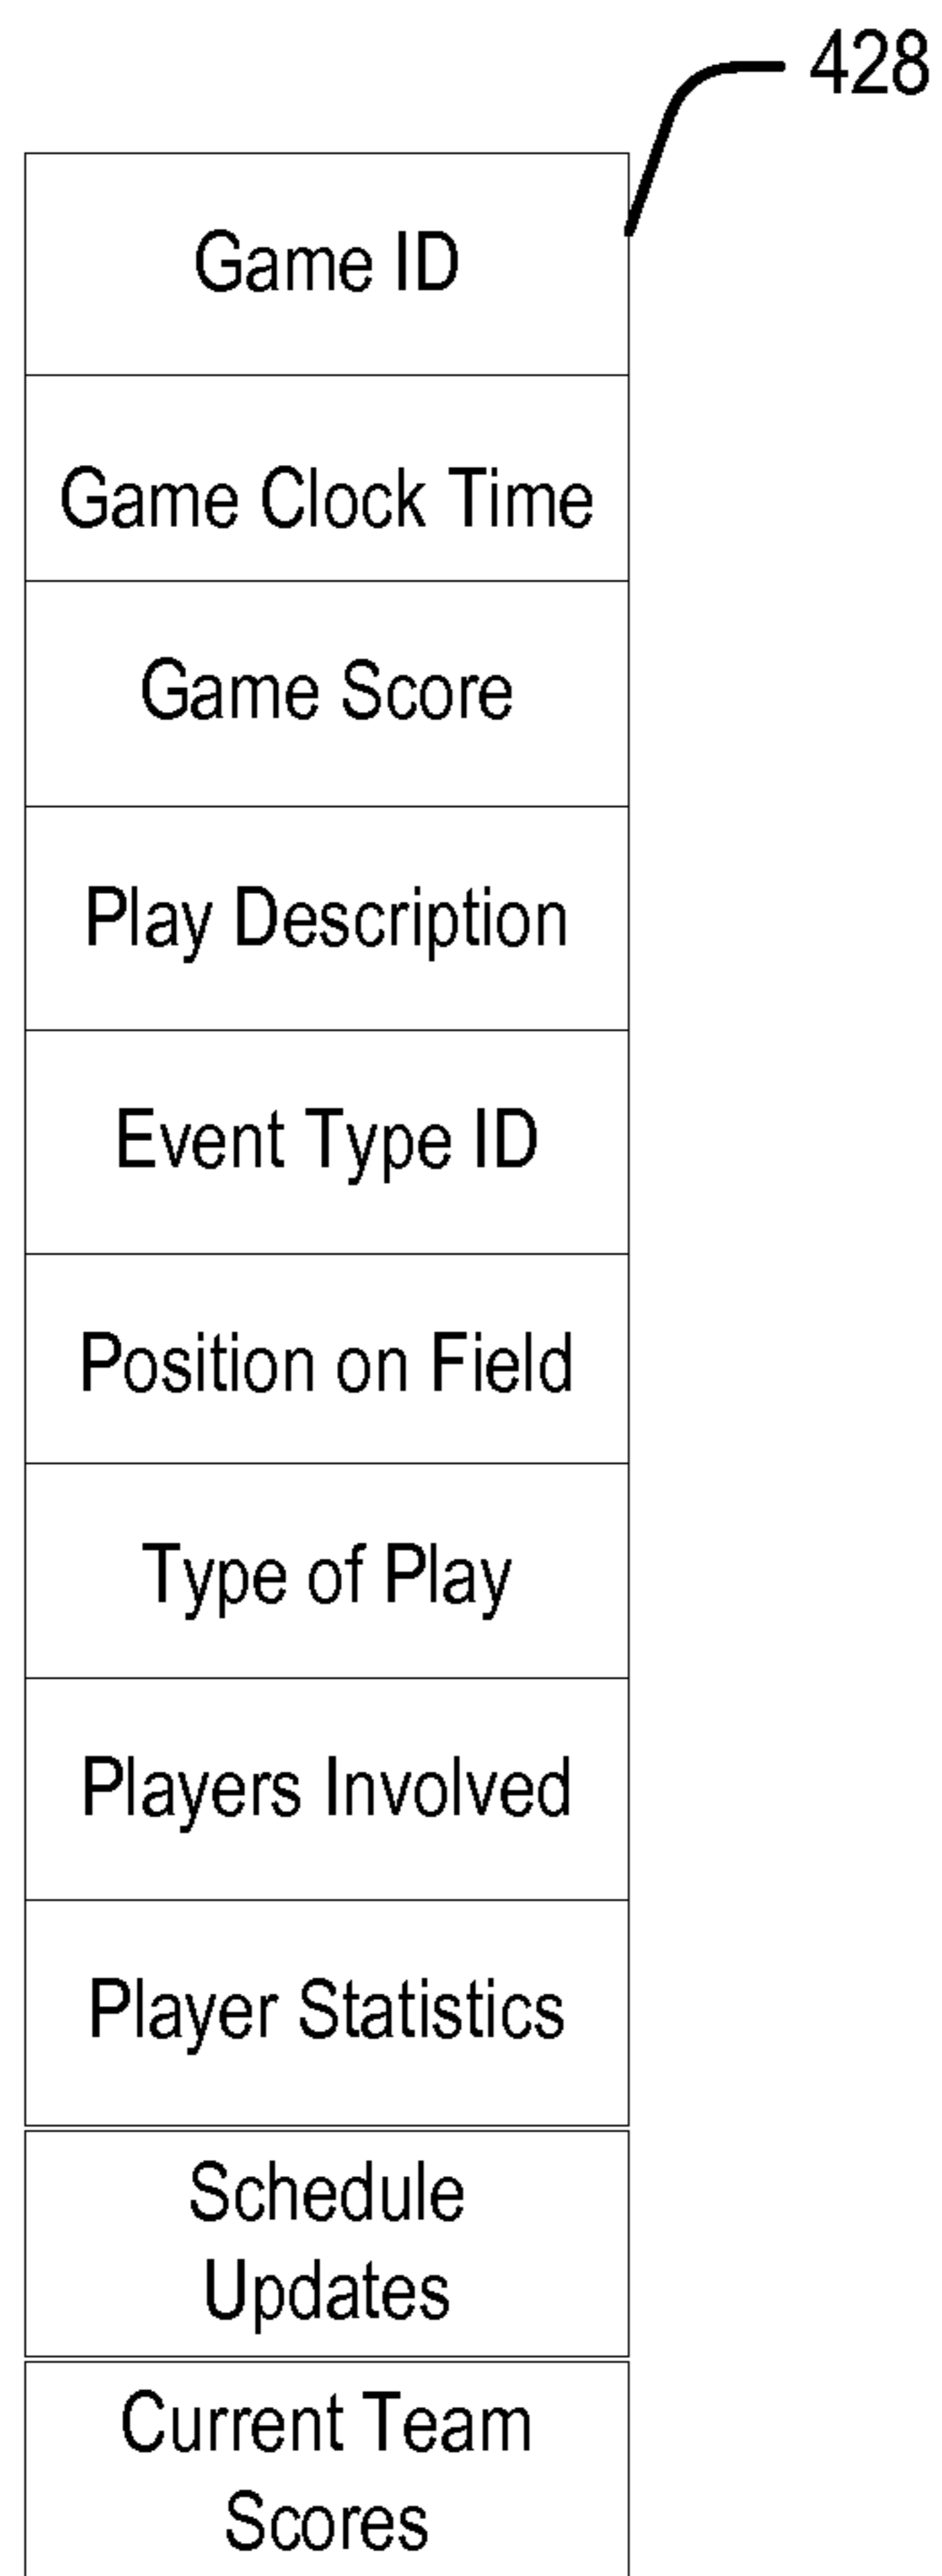 428
Game ID
Game Clock Time
Game Score
Play Description
Event Type ID
Position on Field
Type of Play
Players Involved
Player Statistics
Schedule
Updates
Current Team
Scores